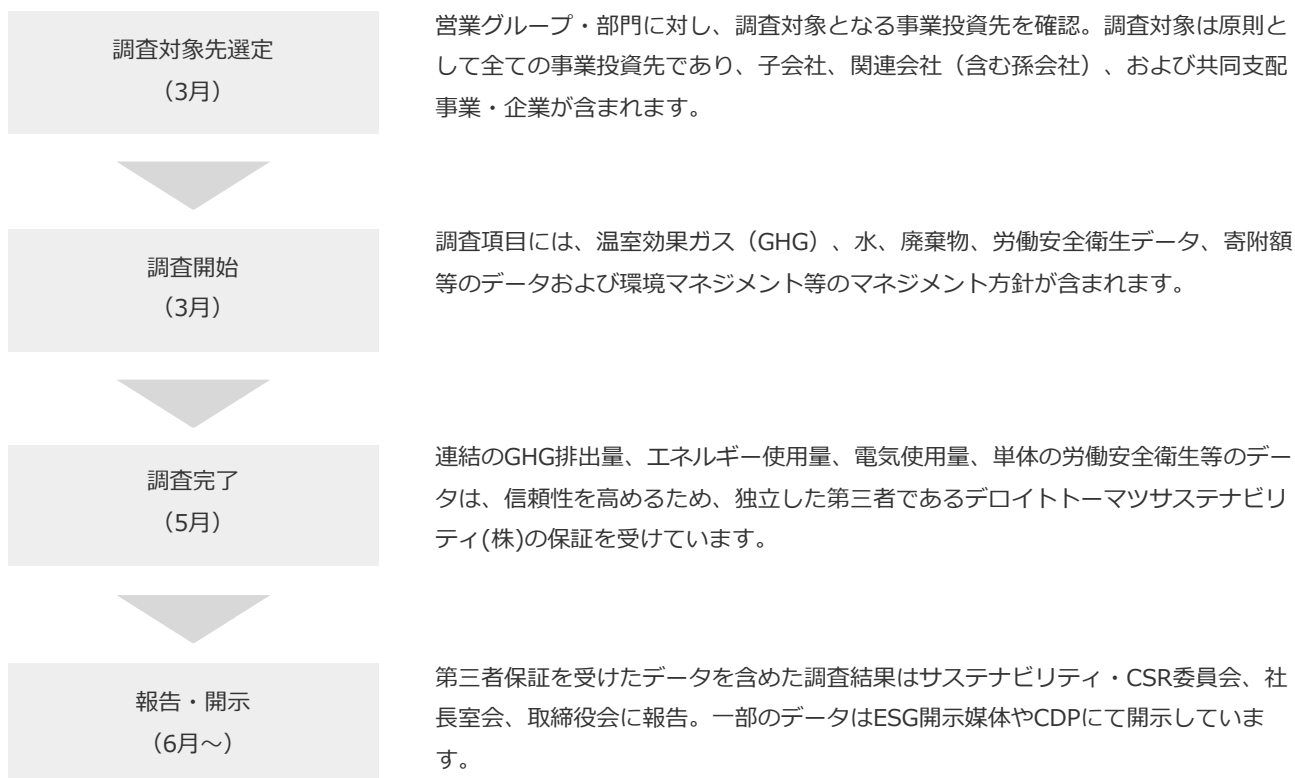 調査対象先選定
（3月）
営業グループ・部門に対し、調査対象となる事業投資先を確認。調査対象は原則と
して全ての事業投資先であり、子会社、関連会社（含む孫会社）、および共同支配
事業・企業が含まれます。
調査開始
（3月）
調査項目には、温室効果ガス（GHG）、水、廃棄物、労働安全衛生データ、寄附額
等のデータおよび環境マネジメント等のマネジメント方針が含まれます。
調査完了
（5月）
連結のGHG排出量、エネルギー使用量、電気使用量、単体の労働安全衛生等のデー
タは、信頼性を高めるため、独立した第三者であるデロイトトーマツサステナビリ
ティ(株)の保証を受けています。
報告・開示
（6月～）
第三者保証を受けたデータを含めた調査結果はサステナビリティ・CSR委員会、社
長室会、取締役会に報告。一部のデータはESG開示媒体やCDPにて開示していま
す。